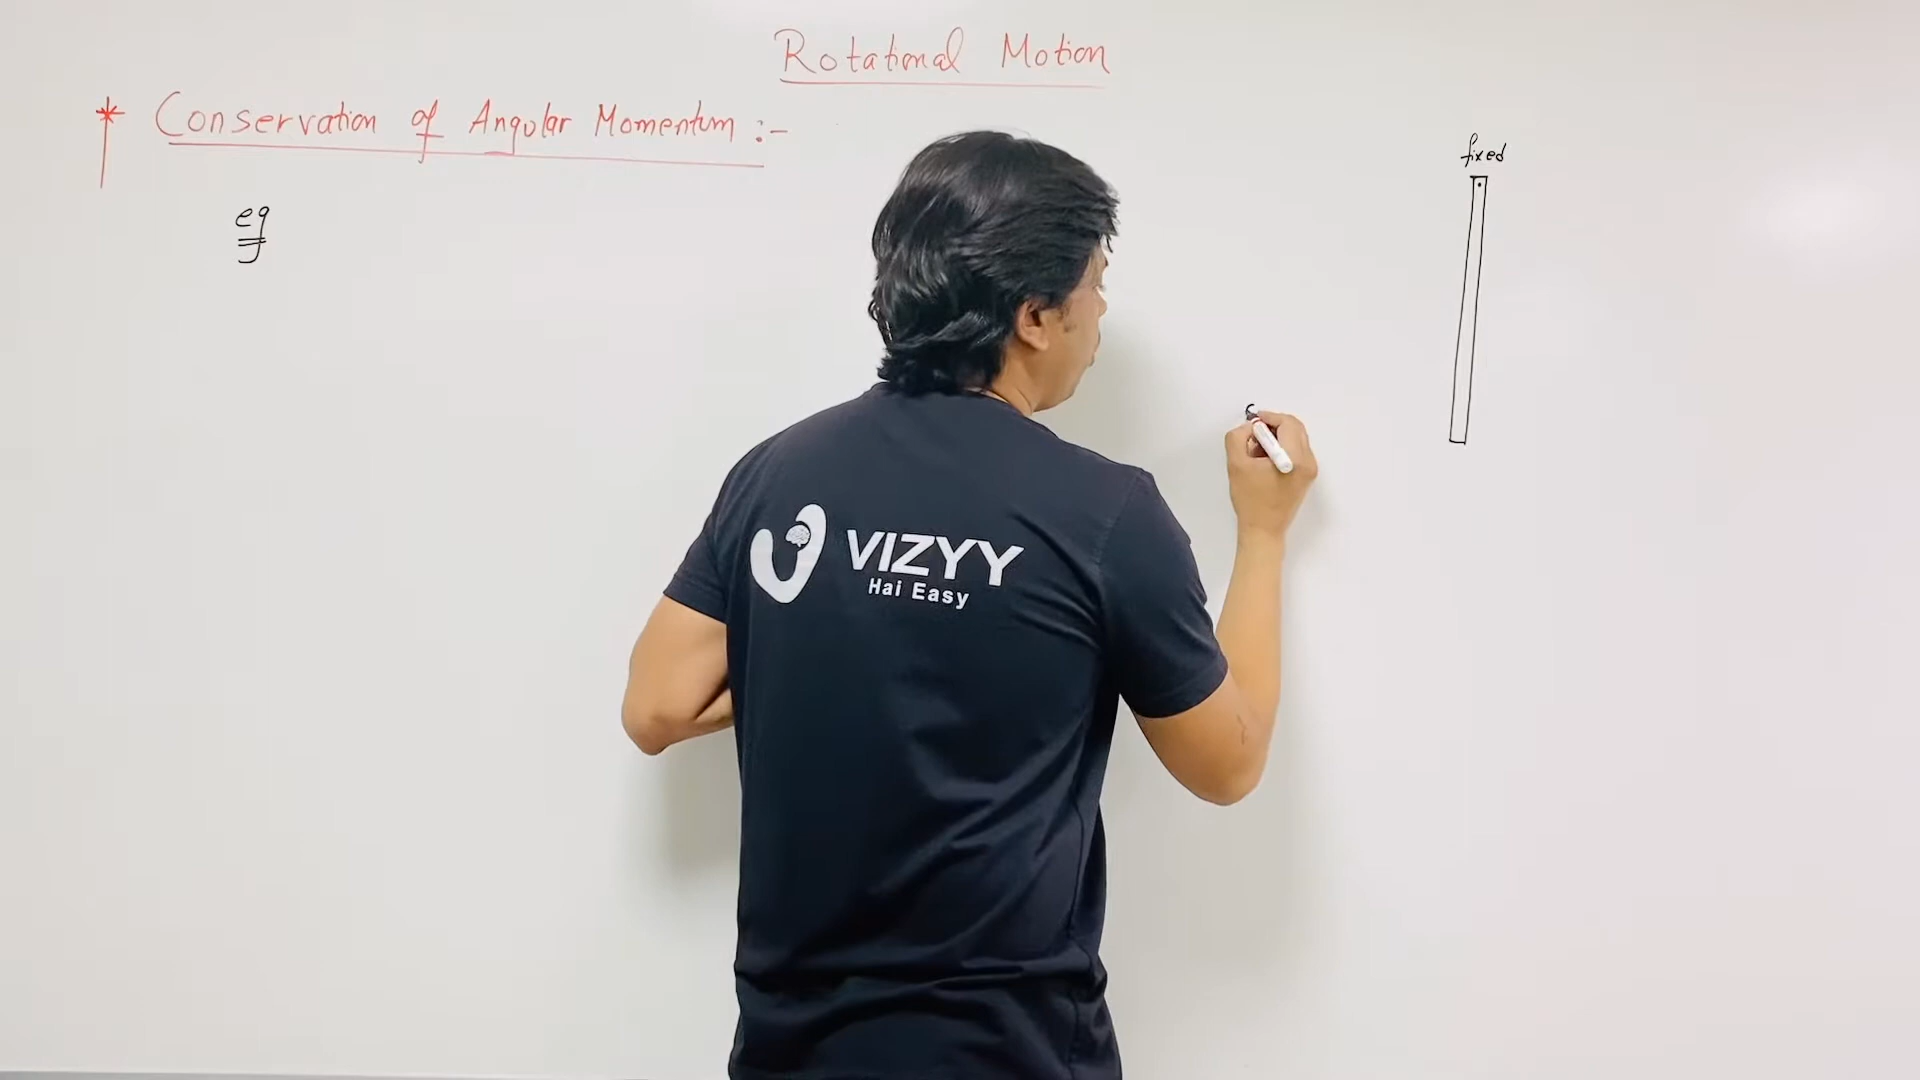 Rotational Motion
* Conservation of Angular Momentum :-
eg
fixed
VIZYY
Hai Easy